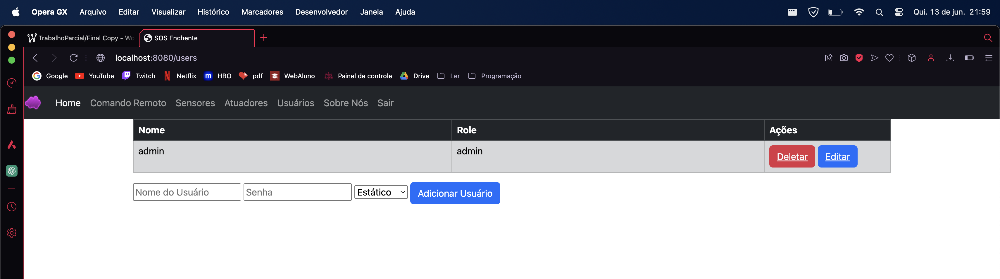 Opera GX Arquivo Editar Visualizar Histórico Marcadores Desenvolvedor Janela Ajuda Qui. 13 de jun. 21:59
TrabalhoParcial/Final Copy - Wo SOS Enchente
localhost:8080/users
Google YouTube Twitch Netflix m HBO pdf WebAluno Painel de controle Drive Ler Programação
Home Comando Remoto Sensores Atuadores Usuários Sobre Nós Sair
Nome Role Ações
admin admin Deletar Editar
Nome do Usuário Senha Estático Adicionar Usuário